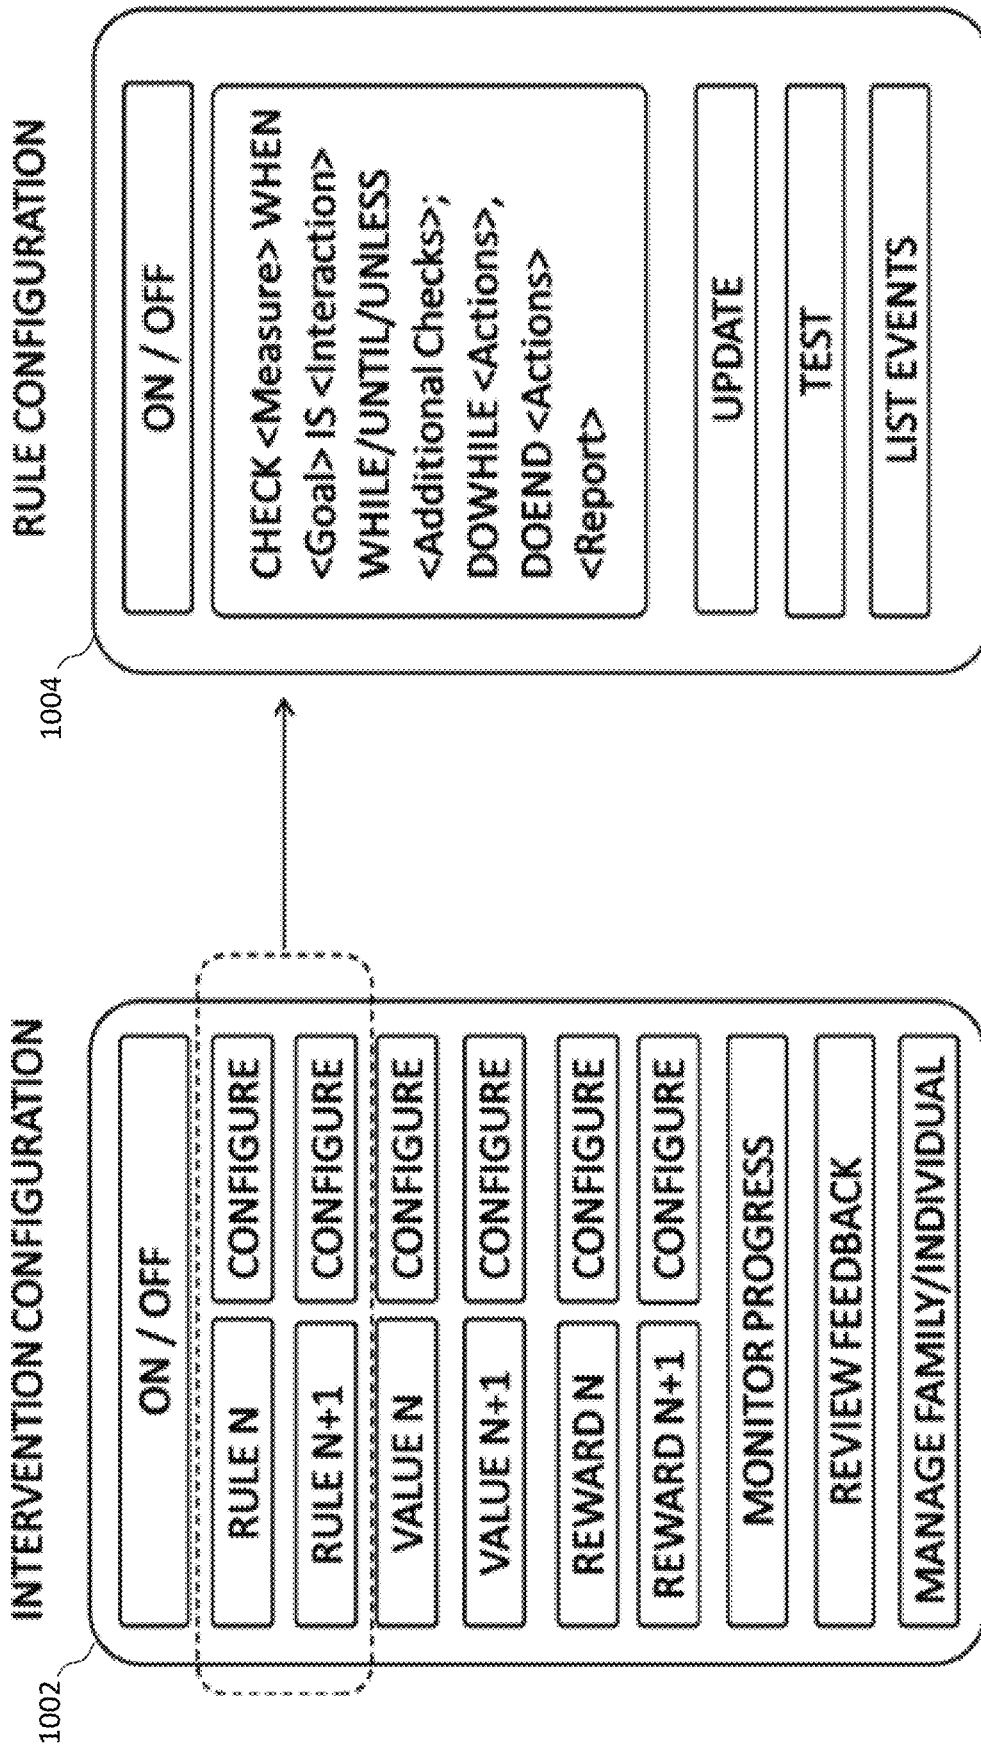 INTERVENTION CONFIGURATION
1002
ON / OFF
RULE N
CONFIGURE
RULE N+1
CONFIGURE
VALUE N
CONFIGURE
VALUE N+1
CONFIGURE
REWARD N
CONFIGURE
REWARD N+1
CONFIGURE
MONITOR PROGRESS
REVIEW FEEDBACK
MANAGE FAMILY/INDIVIDUAL
RULE CONFIGURATION
1004
ON / OFF
CHECK <Measure> WHEN
<Goal> IS <Interaction>
WHILE/UNTIL/UNLESS
<Additional Checks>;
DOWHILE <Actions>,
DOEND <Actions>
<Report>
UPDATE
TEST
LIST EVENTS